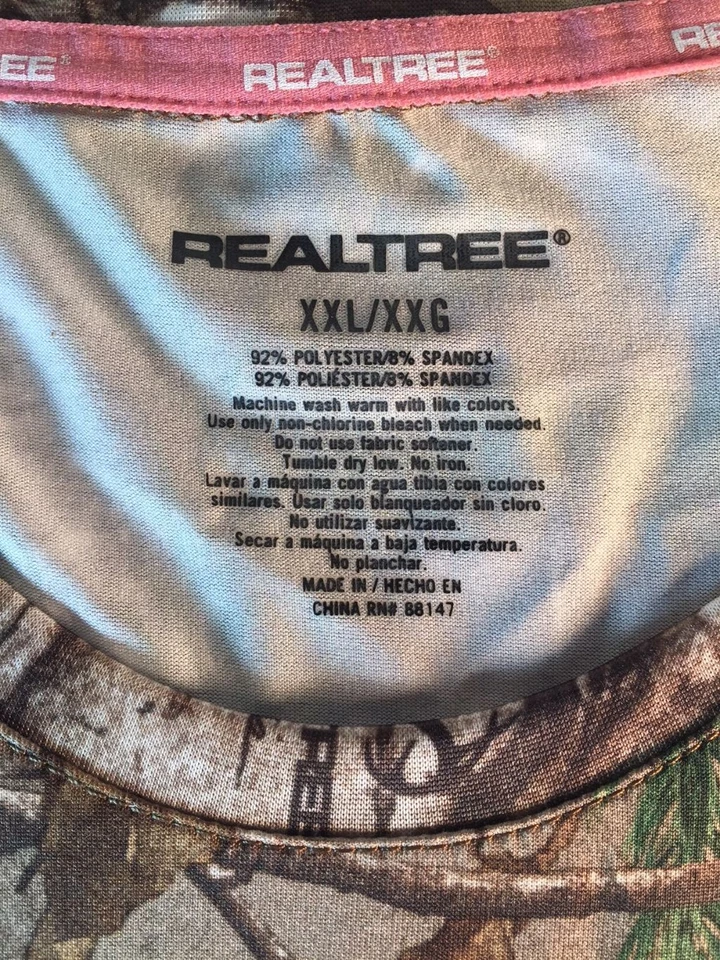 EE®
REALTREE®
RE
REALTREE®
XXL/XXG
92% POLYESTER/8% SPANDEX
92% POLIÉSTER/8% SPANDEX
Machine wash warm with like colors.
Use only non-chlorine bleach when needed.
Do not use fabric softener.
Tumble dry low. No iron.
Lavar a máquina con agua tibia con colores
similares. Usar solo blanqueador sin cloro.
No utilizar suavizante.
Secar a máquina a baja temperatura.
No planchar.
MADE IN / HECHO EN
CHINA RN# 88147